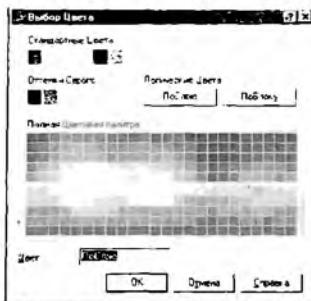 Выбор Цвета
Стандартные Цвета
Оттенки Серого
Логические Цвета
ПоСлою
ПоБлоку
Полная Цветовая палитра
Цвет
ПоСлою
OK
Отмена
Справка